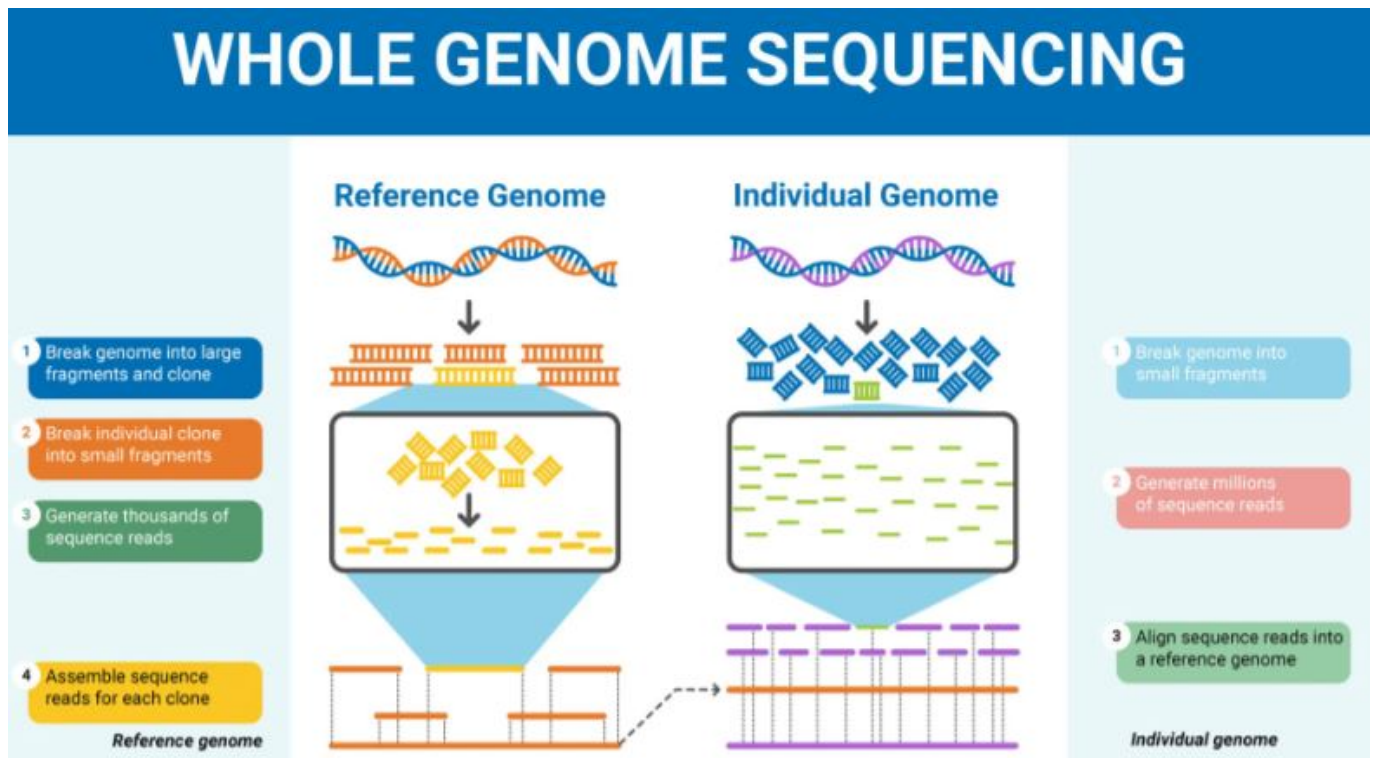 WHOLE GENOME SEQUENCING
Reference Genome
Individual Genome
1 Break genome into large
fragments and clone
2 Break individual clone
into small fragments
3 Generate thousands of
sequence reads
4 Assemble sequence
reads for each clone
Reference genome
1 Break genome into
small fragments
2 Generate millions
of sequence reads
3 Align sequence reads into
a reference genome
Individual genome